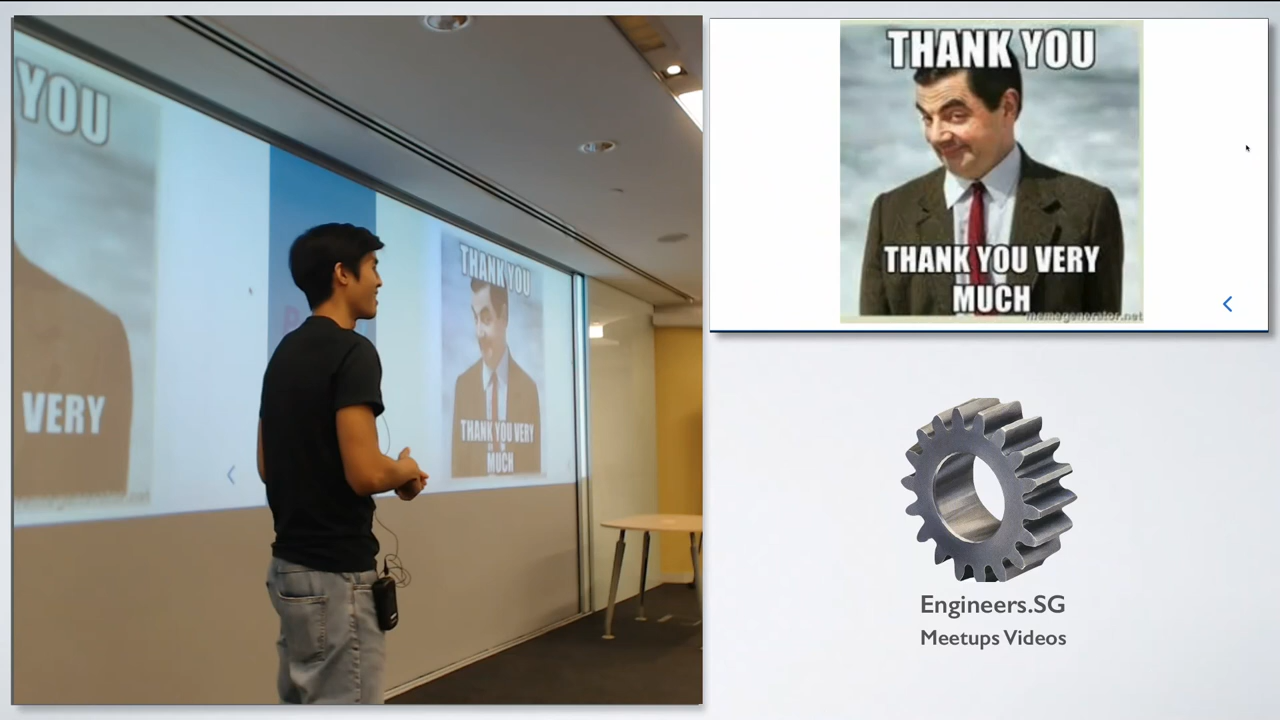 YOU
VERY
THANK YOU
THANK YOU VERY
MUCH
THANK YOU
THANK YOU VERY
MUCH
memegenerator.net
Engineers.SG
Meetups Videos